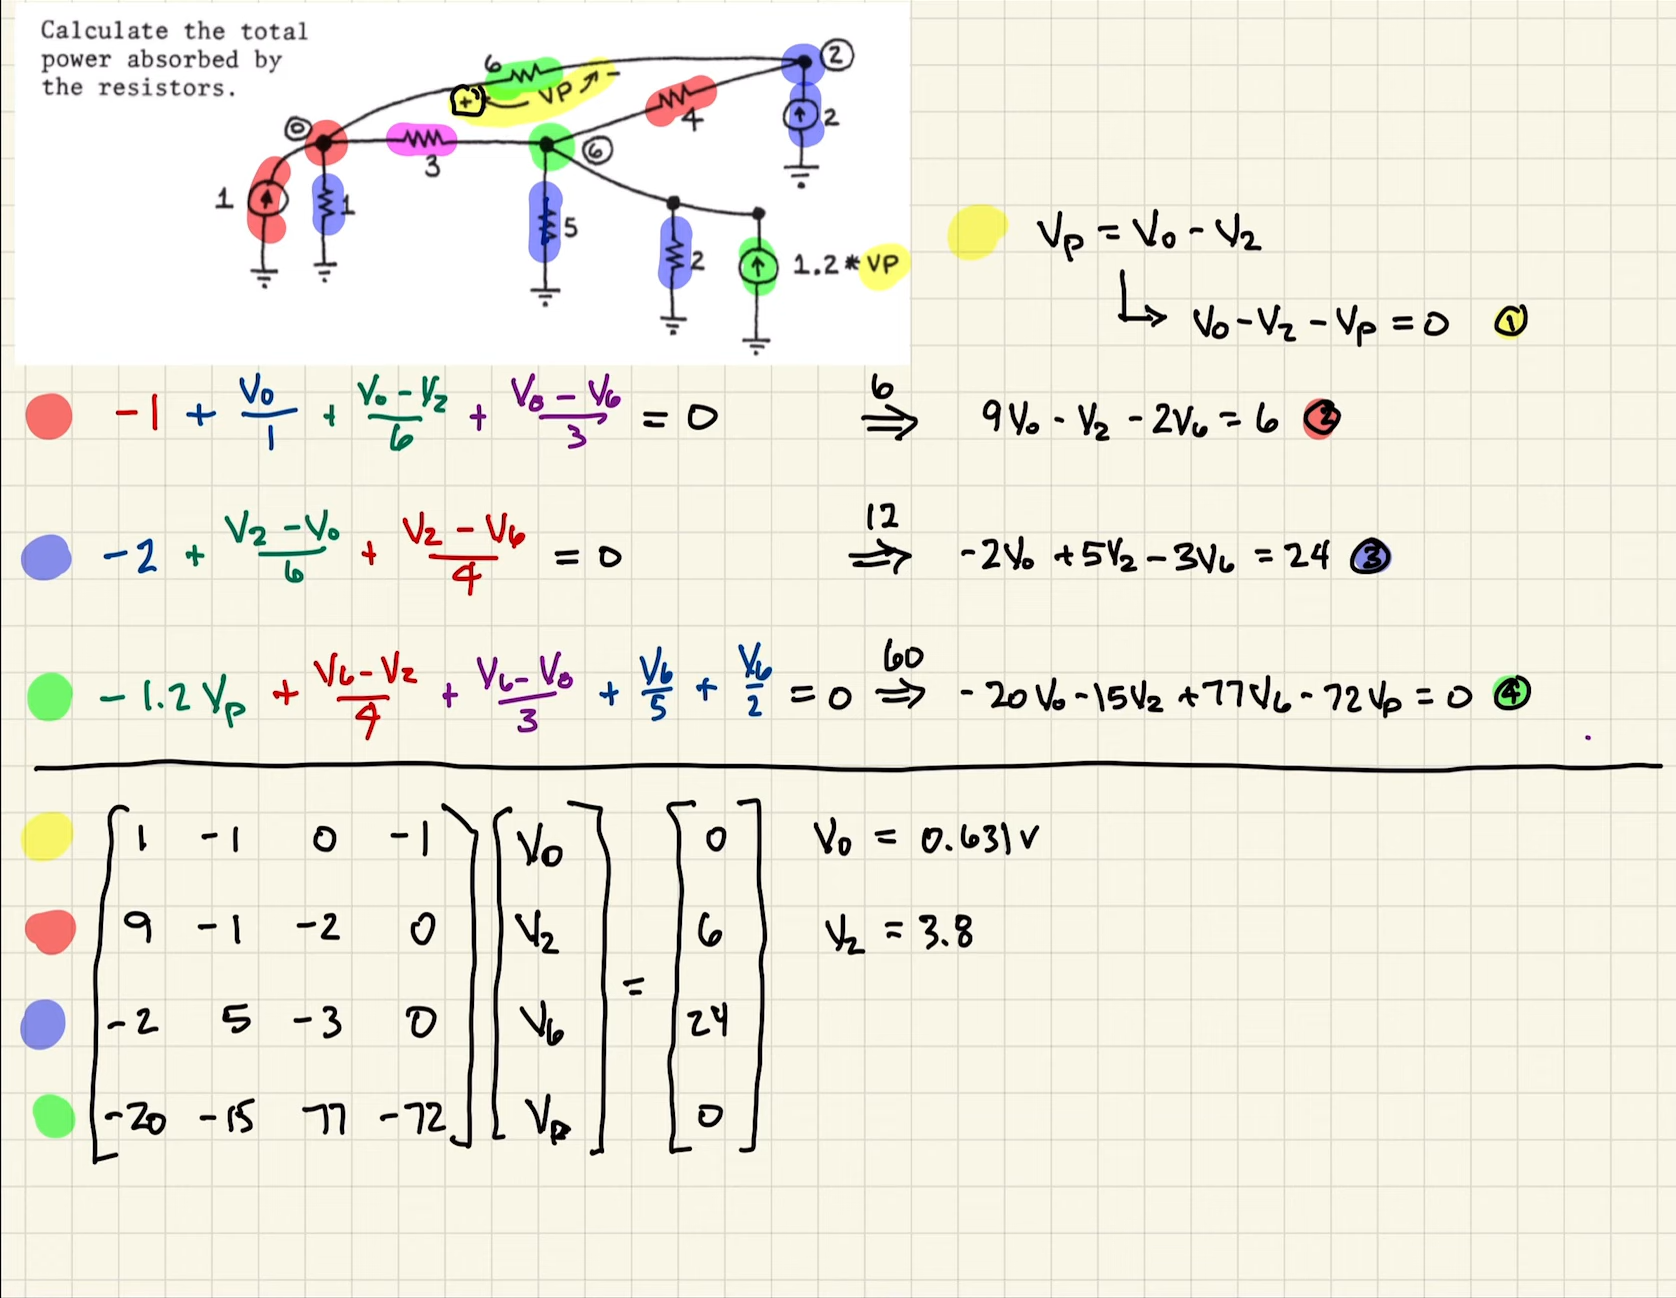 Calculate the total
power absorbed by
the resistors.
6
②
+
VP
-
4
2
⓪
3
⑥
1
1
5
2
1.2*VP
Vp = V0 - V2
↳ V0 - V2 - Vp = 0 ①
-1 + V0/1 + (V0 - V2)/6 + (V0 - V6)/3 = 0 6⇒ 9V0 - V2 - 2V6 = 6 ②
-2 + (V2 - V0)/6 + (V2 - V6)/4 = 0 12⇒ -2V0 + 5V2 - 3V6 = 24 ③
-1.2Vp + (V6 - V2)/4 + (V6 - V0)/3 + V6/5 + V6/2 = 0 60⇒ -20V0 - 15V2 + 77V6 - 72Vp = 0 ④
1 -1 0 -1 V0 0 V0 = 0.631V
9 -1 -2 0 V2 6 V2 = 3.8
-2 5 -3 0 V6 = 24
-20 -15 77 -72 Vp 0